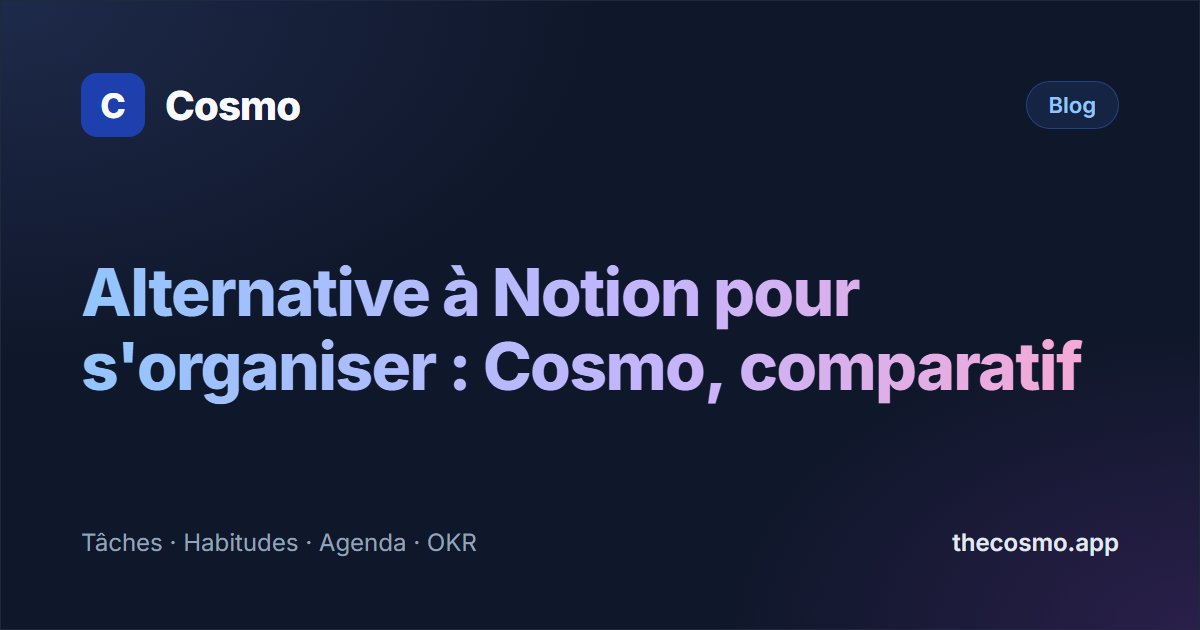 C
Cosmo
Blog
Alternative à Notion pour
s'organiser : Cosmo, comparatif
Tâches · Habitudes · Agenda · OKR
thecosmo.app